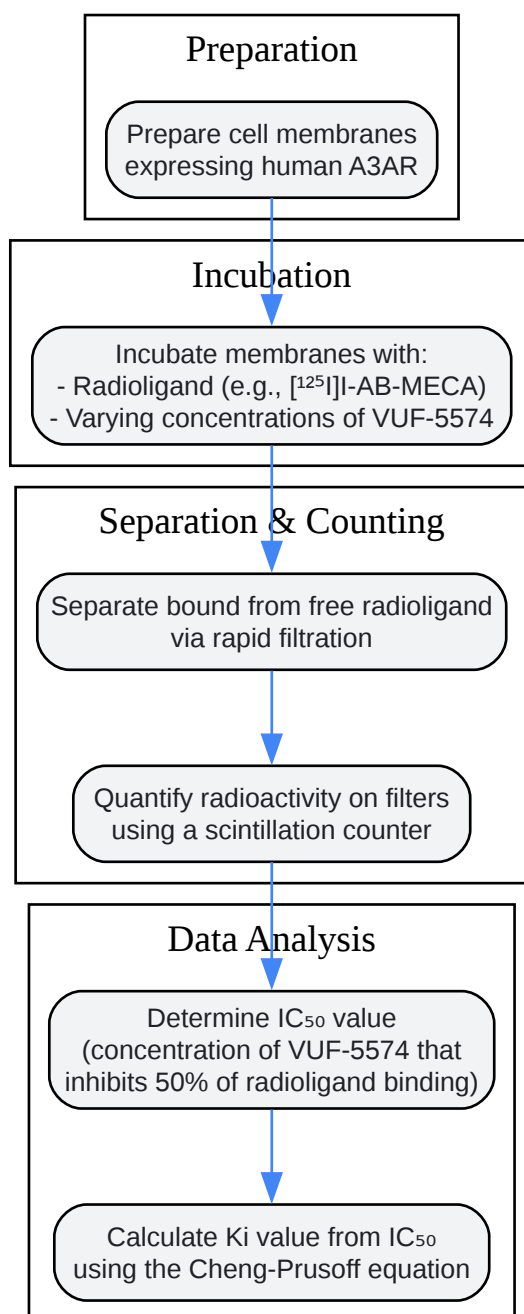 Preparation
Prepare cell membranes
expressing human A3AR
Incubation
Incubate membranes with:
- Radioligand (e.g., [¹²⁵I]I-AB-MECA)
- Varying concentrations of VUF-5574
Separation & Counting
Separate bound from free radioligand
via rapid filtration
Quantify radioactivity on filters
using a scintillation counter
Data Analysis
Determine IC₅₀ value
(concentration of VUF-5574 that
inhibits 50% of radioligand binding)
Calculate Ki value from IC₅₀
using the Cheng-Prusoff equation